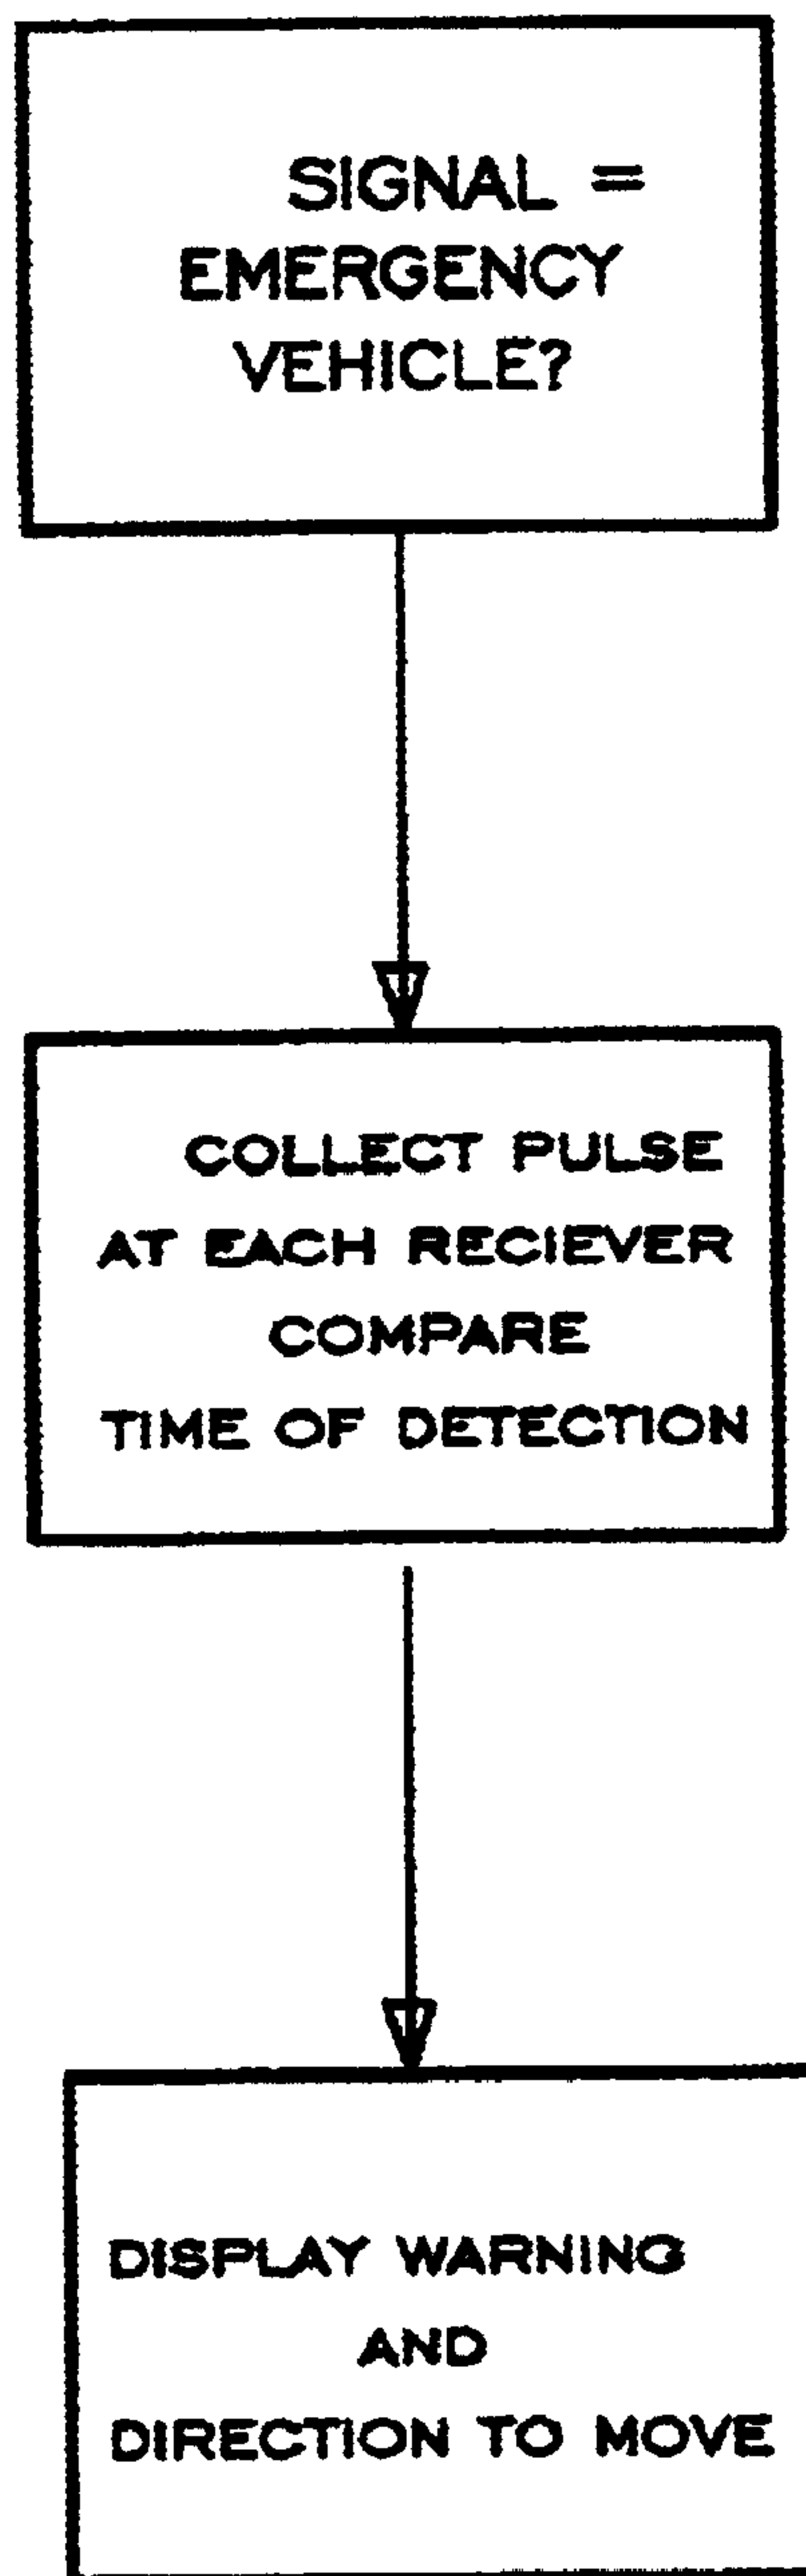 SIGNAL =
EMERGENCY
VEHICLE?
COLLECT PULSE
AT EACH RECIEVER
COMPARE
TIME OF DETECTION
DISPLAY WARNING
AND
DIRECTION TO MOVE